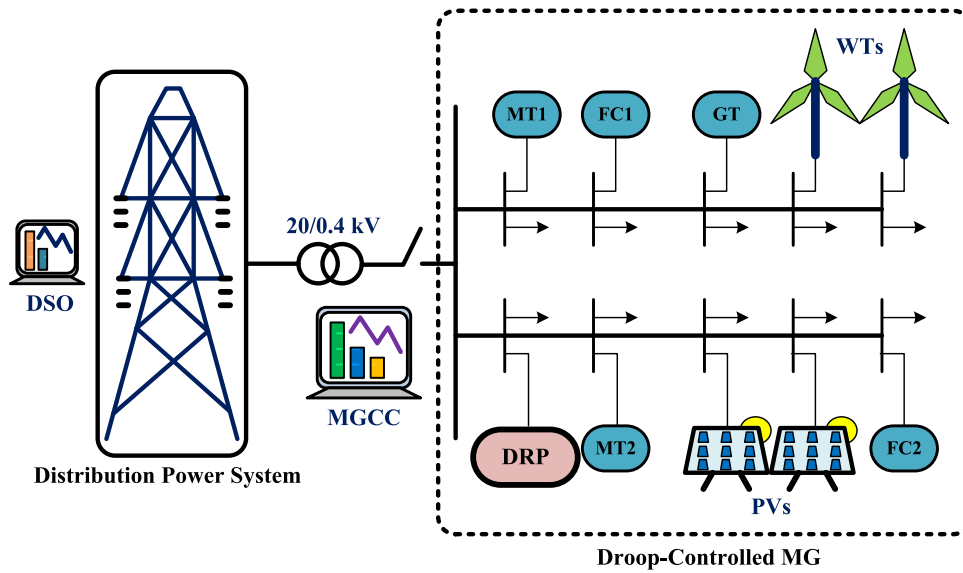 WTs
MT1
FC1
GT
20/0.4 kV
DSO
MGCC
DRP
MT2
FC2
PVs
Distribution Power System
Droop-Controlled MG